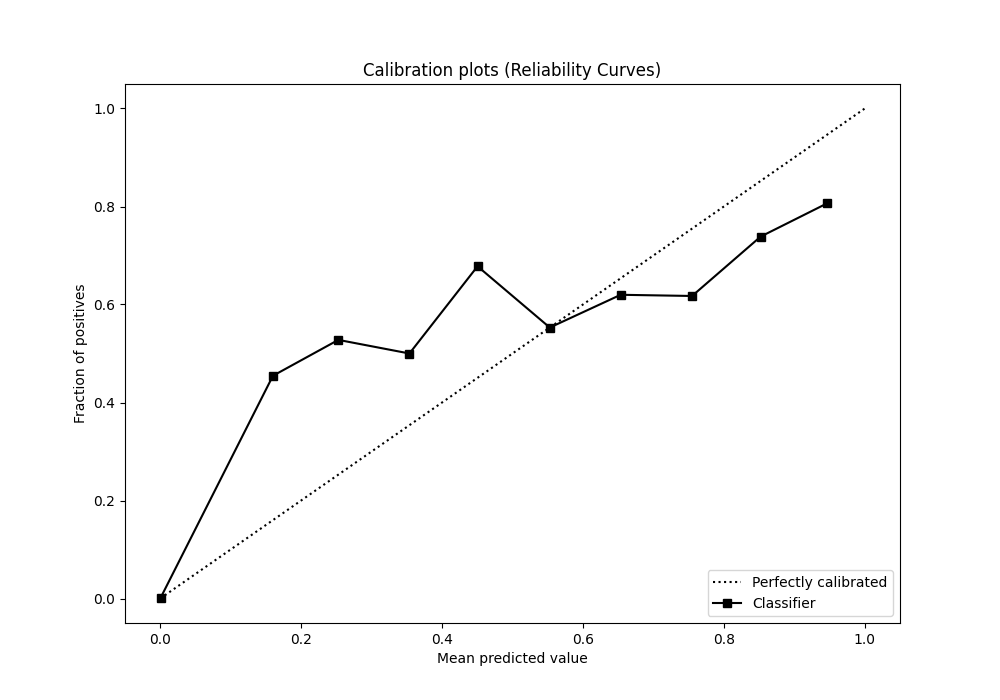 Calibration plots (Reliability Curves)
1.0
0.8
0.6
0.4
0.2
0.0
Fraction of positives
Perfectly calibrated
Classifier
0.0 0.2 0.4 0.6 0.8 1.0
Mean predicted value